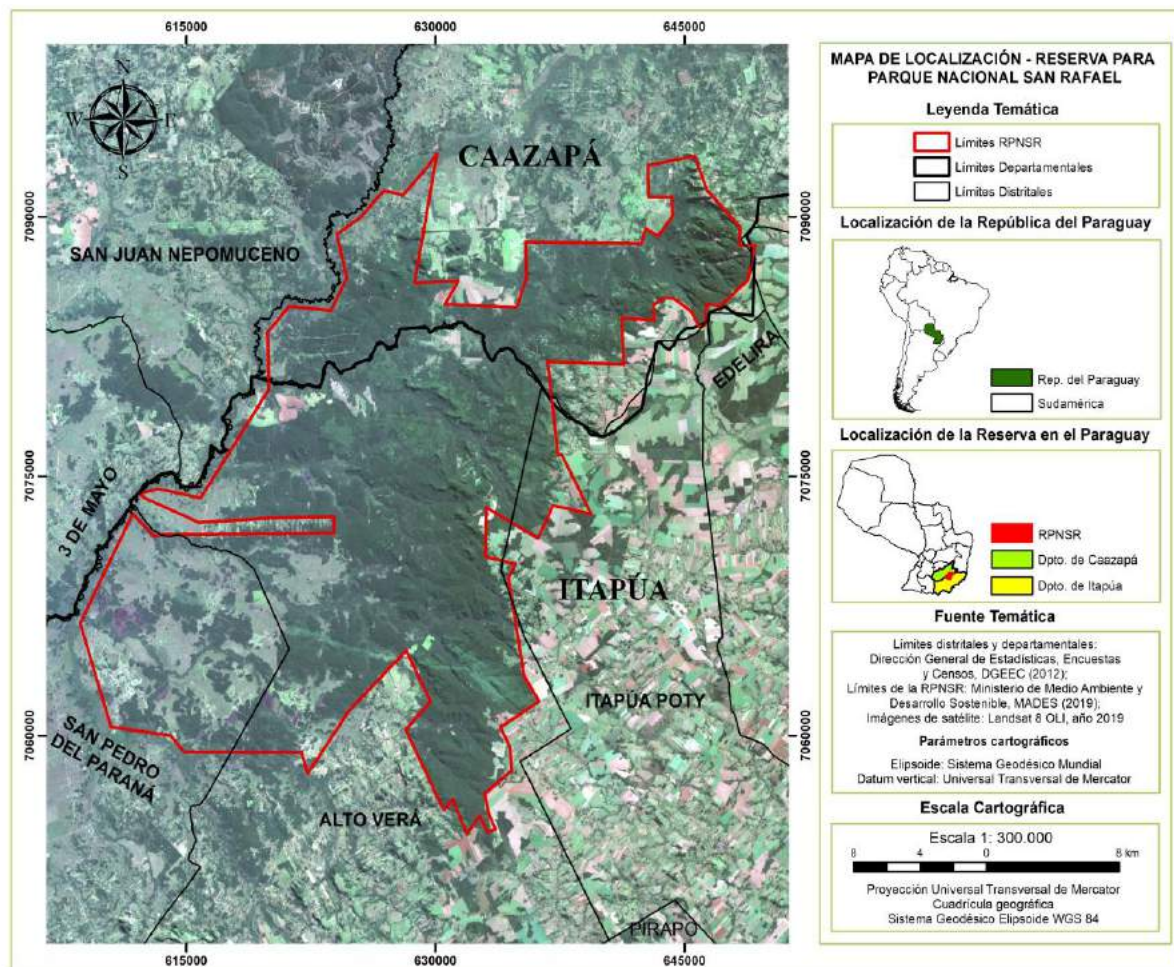 615000
630000
645000
N
W
E
S
CAAZAPÁ
7090000
7090000
SAN JUAN NEPOMUCENO
EDELIRA
7075000
7075000
3 DE MAYO
ITAPÚA
ITAPÚA POTY
7060000
7060000
SAN PEDRO
DEL PARANÁ
ALTO VERÁ
PIRAPO
615000
630000
645000
MAPA DE LOCALIZACIÓN - RESERVA PARA
PARQUE NACIONAL SAN RAFAEL
Leyenda Temática
Límites RPNSR
Límites Departamentales
Límites Distritales
Localización de la República del Paraguay
Rep. del Paraguay
Sudamérica
Localización de la Reserva en el Paraguay
RPNSR
Dpto. de Caazapá
Dpto. de Itapúa
Fuente Temática
Límites distritales y departamentales:
Dirección General de Estadísticas, Encuestas
y Censos, DGEEC (2012);
Límites de la RPNSR: Ministerio de Medio Ambiente y
Desarrollo Sostenible, MADES (2019);
Imágenes de satélite: Landsat 8 OLI, año 2019
Parámetros cartográficos
Elipsoide: Sistema Geodésico Mundial
Datum vertical: Universal Transversal de Mercator
Escala Cartográfica
Escala 1: 300.000
8 4 0 8 km
Proyección Universal Transversal de Mercator
Cuadrícula geográfica
Sistema Geodésico Elipsoide WGS 84